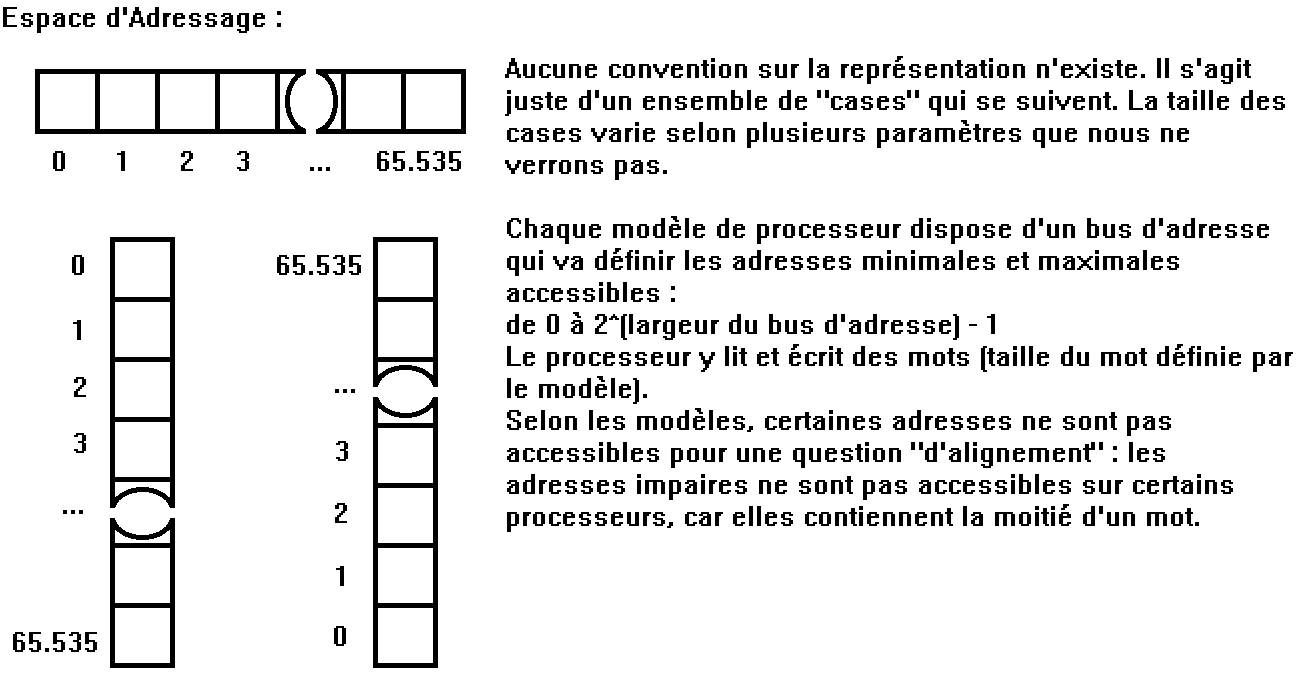 Espace d'Adressage :
Aucune convention sur la représentation n'existe. Il s'agit
juste d'un ensemble de "cases" qui se suivent. La taille des
cases varie selon plusieurs paramètres que nous ne
verrons pas.
0 1 2 3 ... 65.535
Chaque modèle de processeur dispose d'un bus d'adresse
qui va définir les adresses minimales et maximales
accessibles :
de 0 à 2^(largeur du bus d'adresse) - 1
Le processeur y lit et écrit des mots (taille du mot définie par
le modèle).
Selon les modèles, certaines adresses ne sont pas
accessibles pour une question "d'alignement" : les
adresses impaires ne sont pas accessibles sur certains
processeurs, car elles contiennent la moitié d'un mot.
0
1
2
3
...
65.535
65.535
...
3
2
1
0